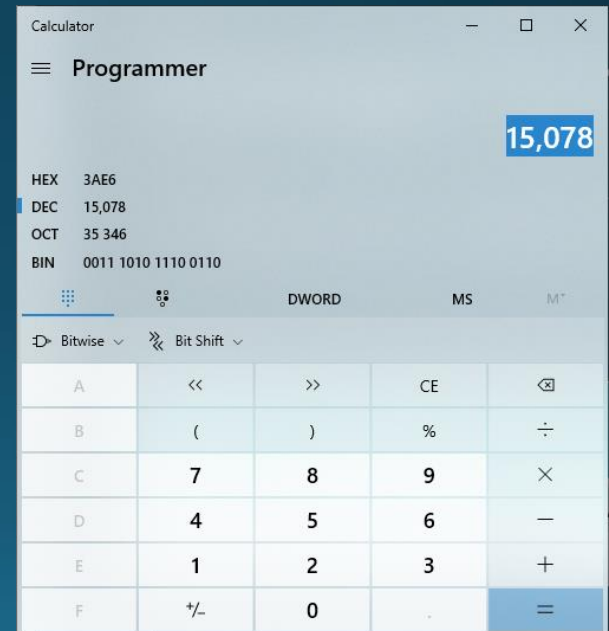 Calculator
Programmer
15,078
HEX 3AE6
DEC 15,078
OCT 35 346
BIN 0011 1010 1110 0110
DWORD MS M˅
Bitwise Bit Shift
A << >> CE
B ( ) % ÷
C 7 8 9 ×
D 4 5 6 −
E 1 2 3 +
F +/− 0 . =